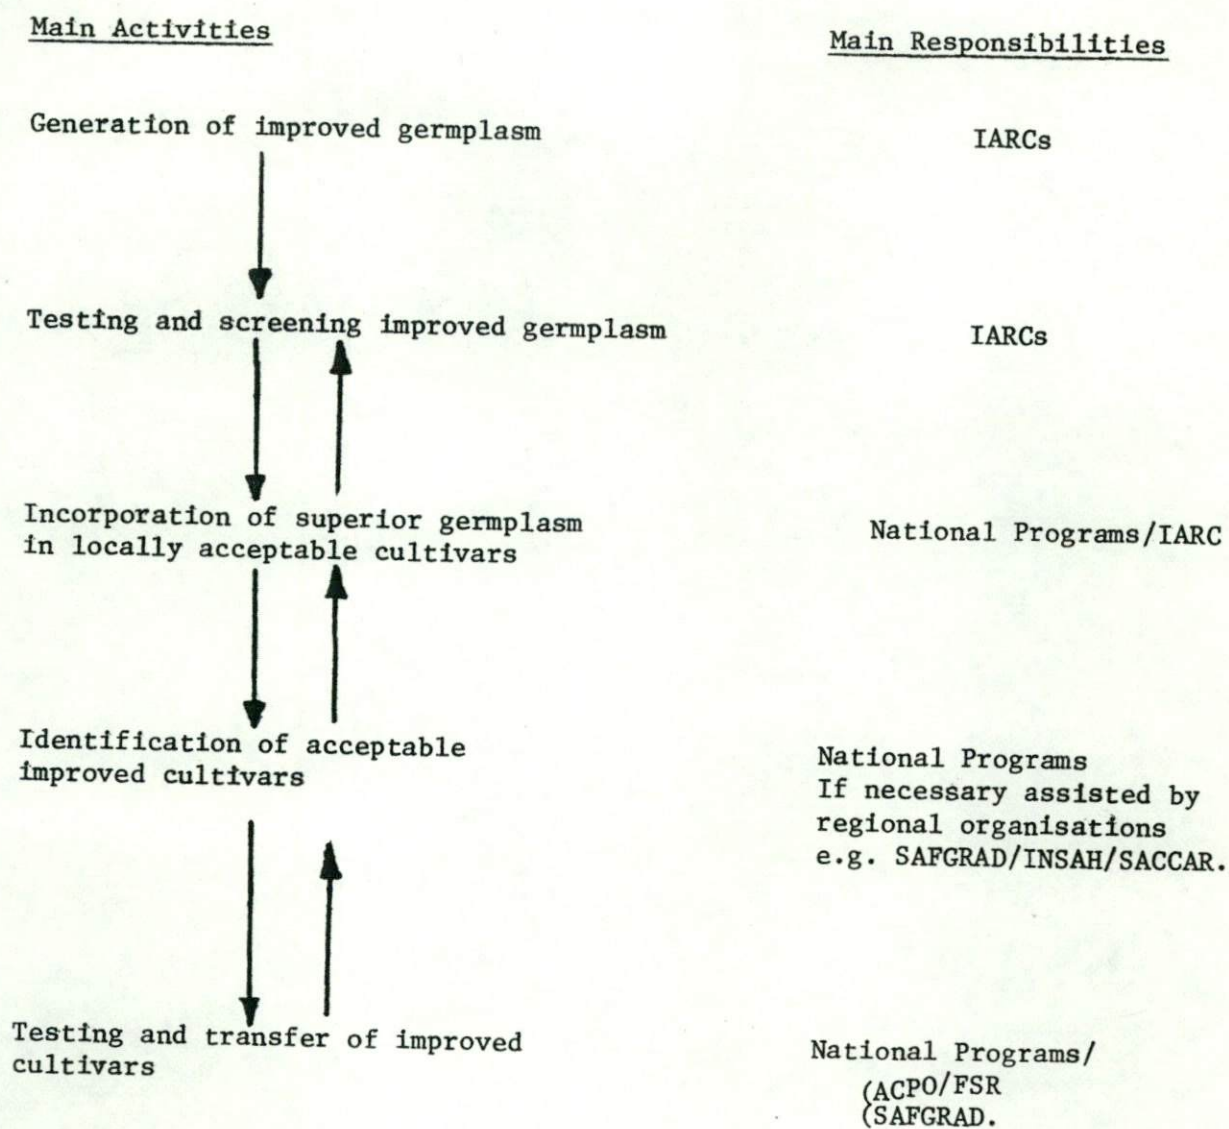 Main Activities
Main Responsibilities
Generation of improved germplasm
IARCs
Testing and screening improved germplasm
IARCs
Incorporation of superior germplasm
in locally acceptable cultivars
National Programs/IARC
Identification of acceptable
improved cultivars
National Programs
If necessary assisted by
regional organisations
e.g. SAFGRAD/INSAH/SACCAR.
Testing and transfer of improved
cultivars
National Programs/
(ACPO/FSR
(SAFGRAD.